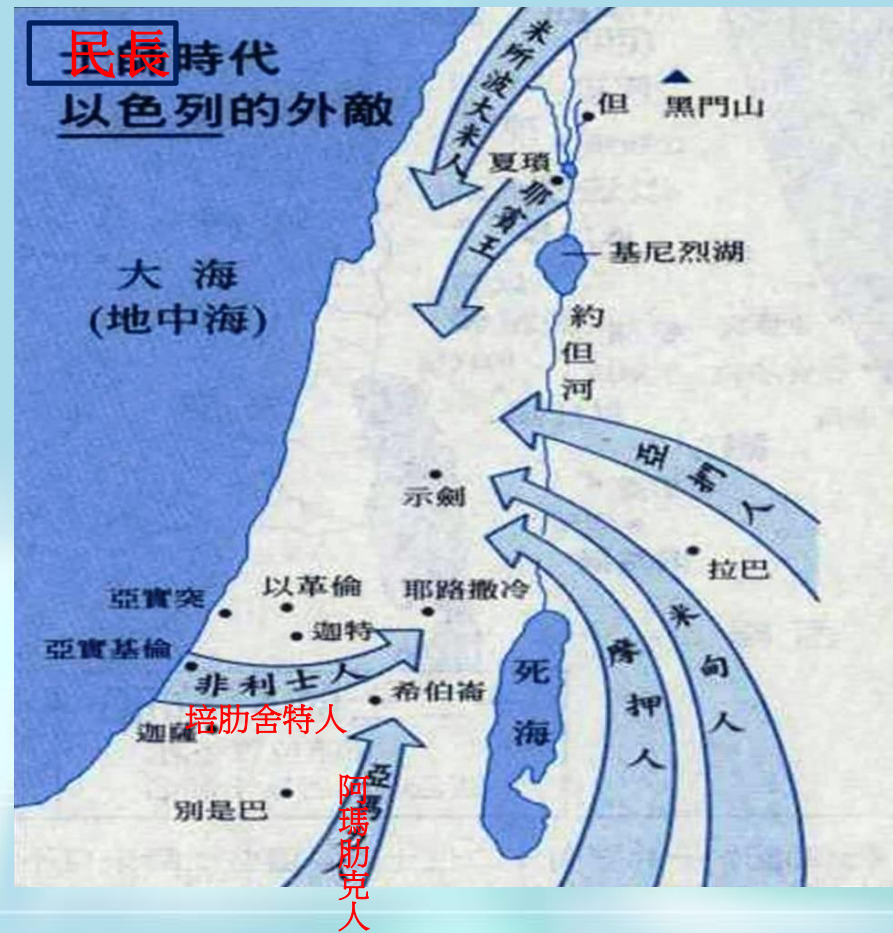 民長時代
以色列的外敵
米所波大米人
但
黑門山
夏瑣
耶賓王
基尼烈湖
大海
(地中海)
約但河
亞捫人
示劍
拉巴
亞實突
以革倫
耶路撒冷
迦特
亞實基倫
非利士人
希伯崙
培肋舍特人
迦薩
死海
摩押人
米甸人
別是巴
阿瑪肋克人